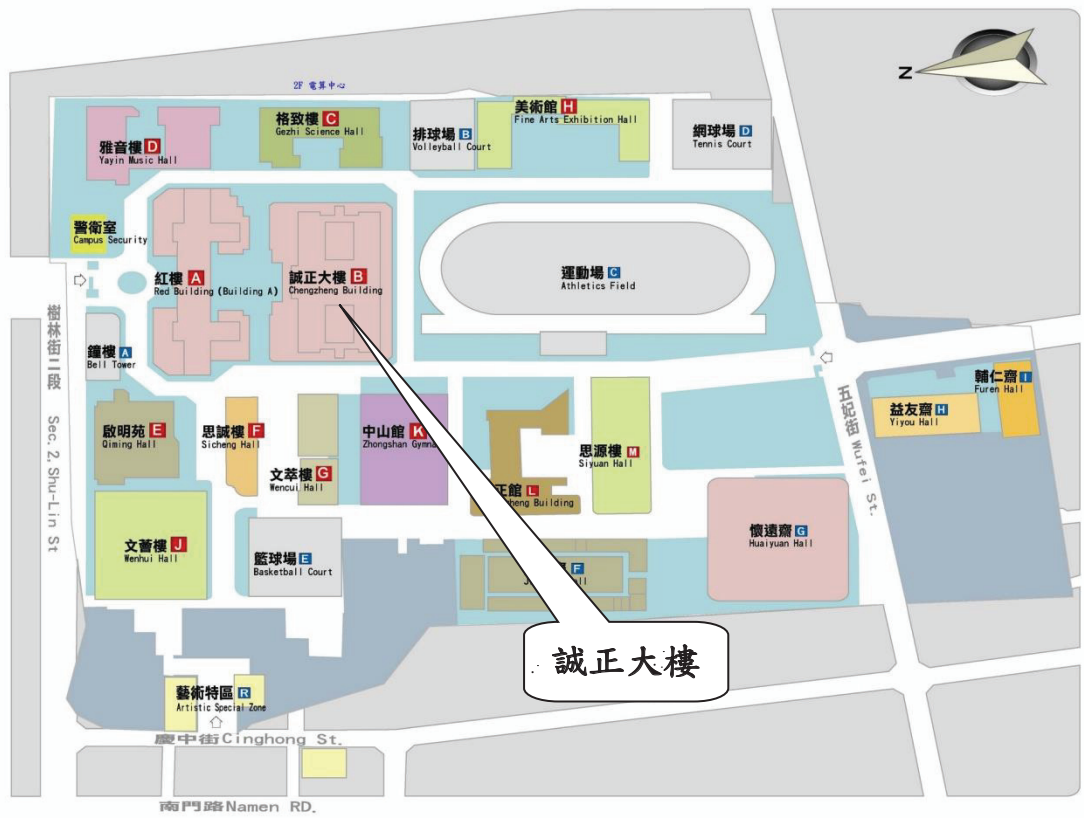 N
2F 電算中心
雅音樓 D
Yayin Music Hall
格致樓 C
Gezhi Science Hall
排球場 B
Volleyball Court
美術館 H
Fine Arts Exhibition Hall
網球場 D
Tennis Court
警衛室
Campus Security
紅樓 A
Red Building (Building A)
誠正大樓 B
Chengzheng Building
運動場 C
Athletics Field
樹林街二段 Sec. 2, Shu-Lin St
鐘樓 A
Bell Tower
啟明苑 E
Qiming Hall
思誠樓 F
Sicheng Hall
文萃樓 G
Wencui Hall
中山館 K
Zhongshan Gymna
思源樓 M
Siyuan Hall
正館 L
cheng Building
五妃街 Wufei St.
益友齋 H
Yiyou Hall
輔仁齋 I
Furen Hall
文薈樓 J
Wenhui Hall
籃球場 E
Basketball Court
F
懷遠齋 G
Huaiyuan Hall
誠正大樓
藝術特區 R
Artistic Special Zone
慶中街Cinghong St.
南門路Namen RD.